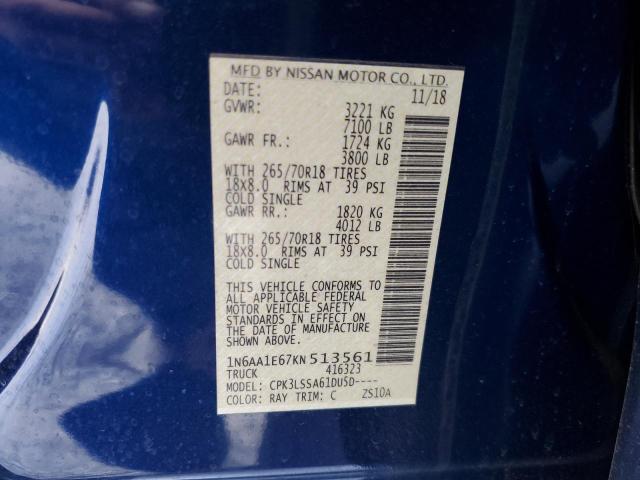 MFD BY NISSAN MOTOR CO., LTD.
DATE: 11/18
GVWR: 3221 KG
7100 LB
GAWR FR.: 1724 KG
3800 LB
WITH 265/70R18 TIRES
18X8.0 RIMS AT 39 PSI
COLD SINGLE
GAWR RR.: 1820 KG
4012 LB
WITH 265/70R18 TIRES
18X8.0 RIMS AT 39 PSI
COLD SINGLE
THIS VEHICLE CONFORMS TO
ALL APPLICABLE FEDERAL
MOTOR VEHICLE SAFETY
STANDARDS IN EFFECT ON
THE DATE OF MANUFACTURE
SHOWN ABOVE.
1N6AA1E67KN513561
TRUCK 416323
MODEL: CPK3LSSA61DU5D----
COLOR: RAY TRIM: C ZS10A